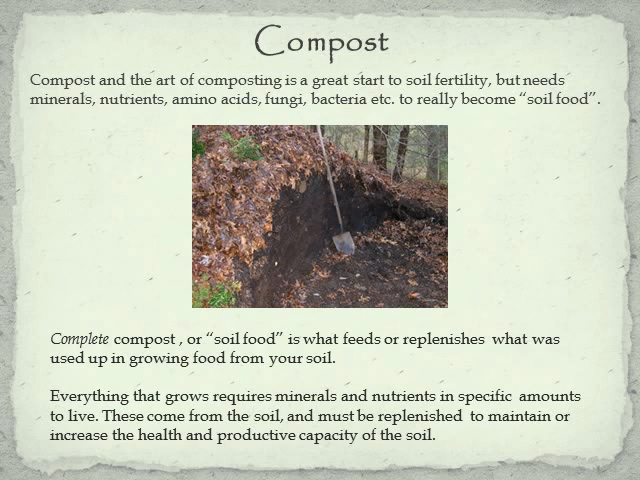 Compost
Compost and the art of composting is a great start to soil fertility, but needs
minerals, nutrients, amino acids, fungi, bacteria etc. to really become “soil food”.
Complete compost , or “soil food” is what feeds or replenishes what was
used up in growing food from your soil.
Everything that grows requires minerals and nutrients in specific amounts
to live. These come from the soil, and must be replenished to maintain or
increase the health and productive capacity of the soil.